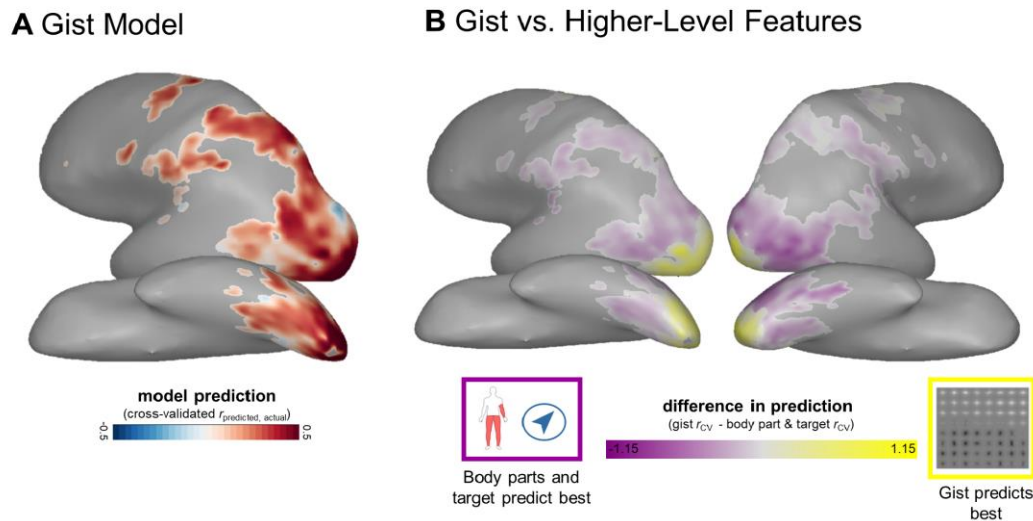 A Gist Model
B Gist vs. Higher-Level Features
model prediction
(cross-validated r predicted, actual)
-0.5
0.5
Body parts and
target predict best
difference in prediction
(gist rCV - body part & target rCV)
-1.15
1.15
Gist predicts
best